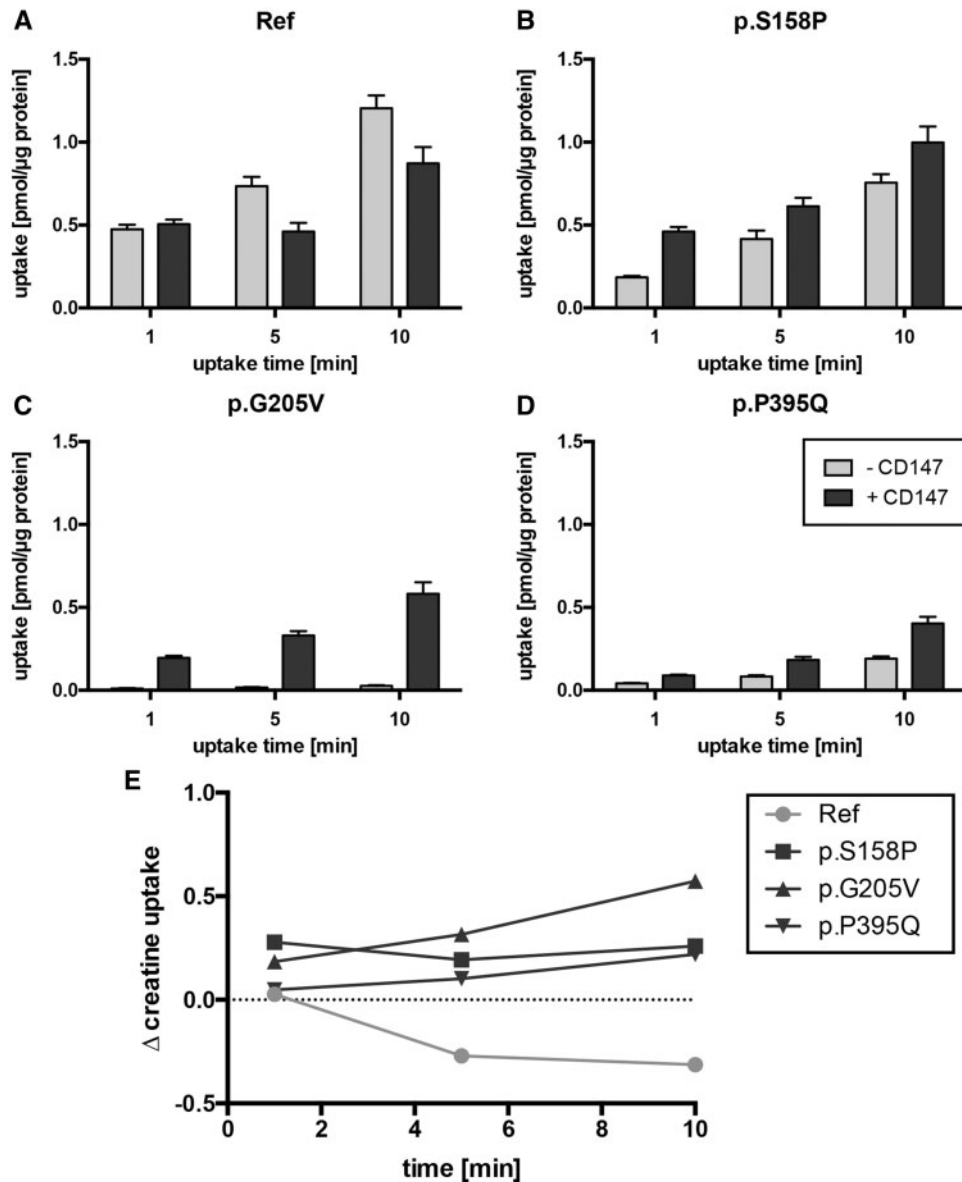 A
Ref
uptake [pmol/µg protein]
1.5
1.0
0.5
0.0
1 5 10
uptake time [min]
B
p.S158P
uptake [pmol/µg protein]
1.5
1.0
0.5
0.0
1 5 10
uptake time [min]
C
p.G205V
uptake [pmol/µg protein]
1.5
1.0
0.5
0.0
1 5 10
uptake time [min]
D
p.P395Q
uptake [pmol/µg protein]
1.5
1.0
0.5
0.0
1 5 10
uptake time [min]
- CD147
+ CD147
E
Δ creatine uptake
1.0
0.5
0.0
-0.5
0 2 4 6 8 10
time [min]
Ref
p.S158P
p.G205V
p.P395Q